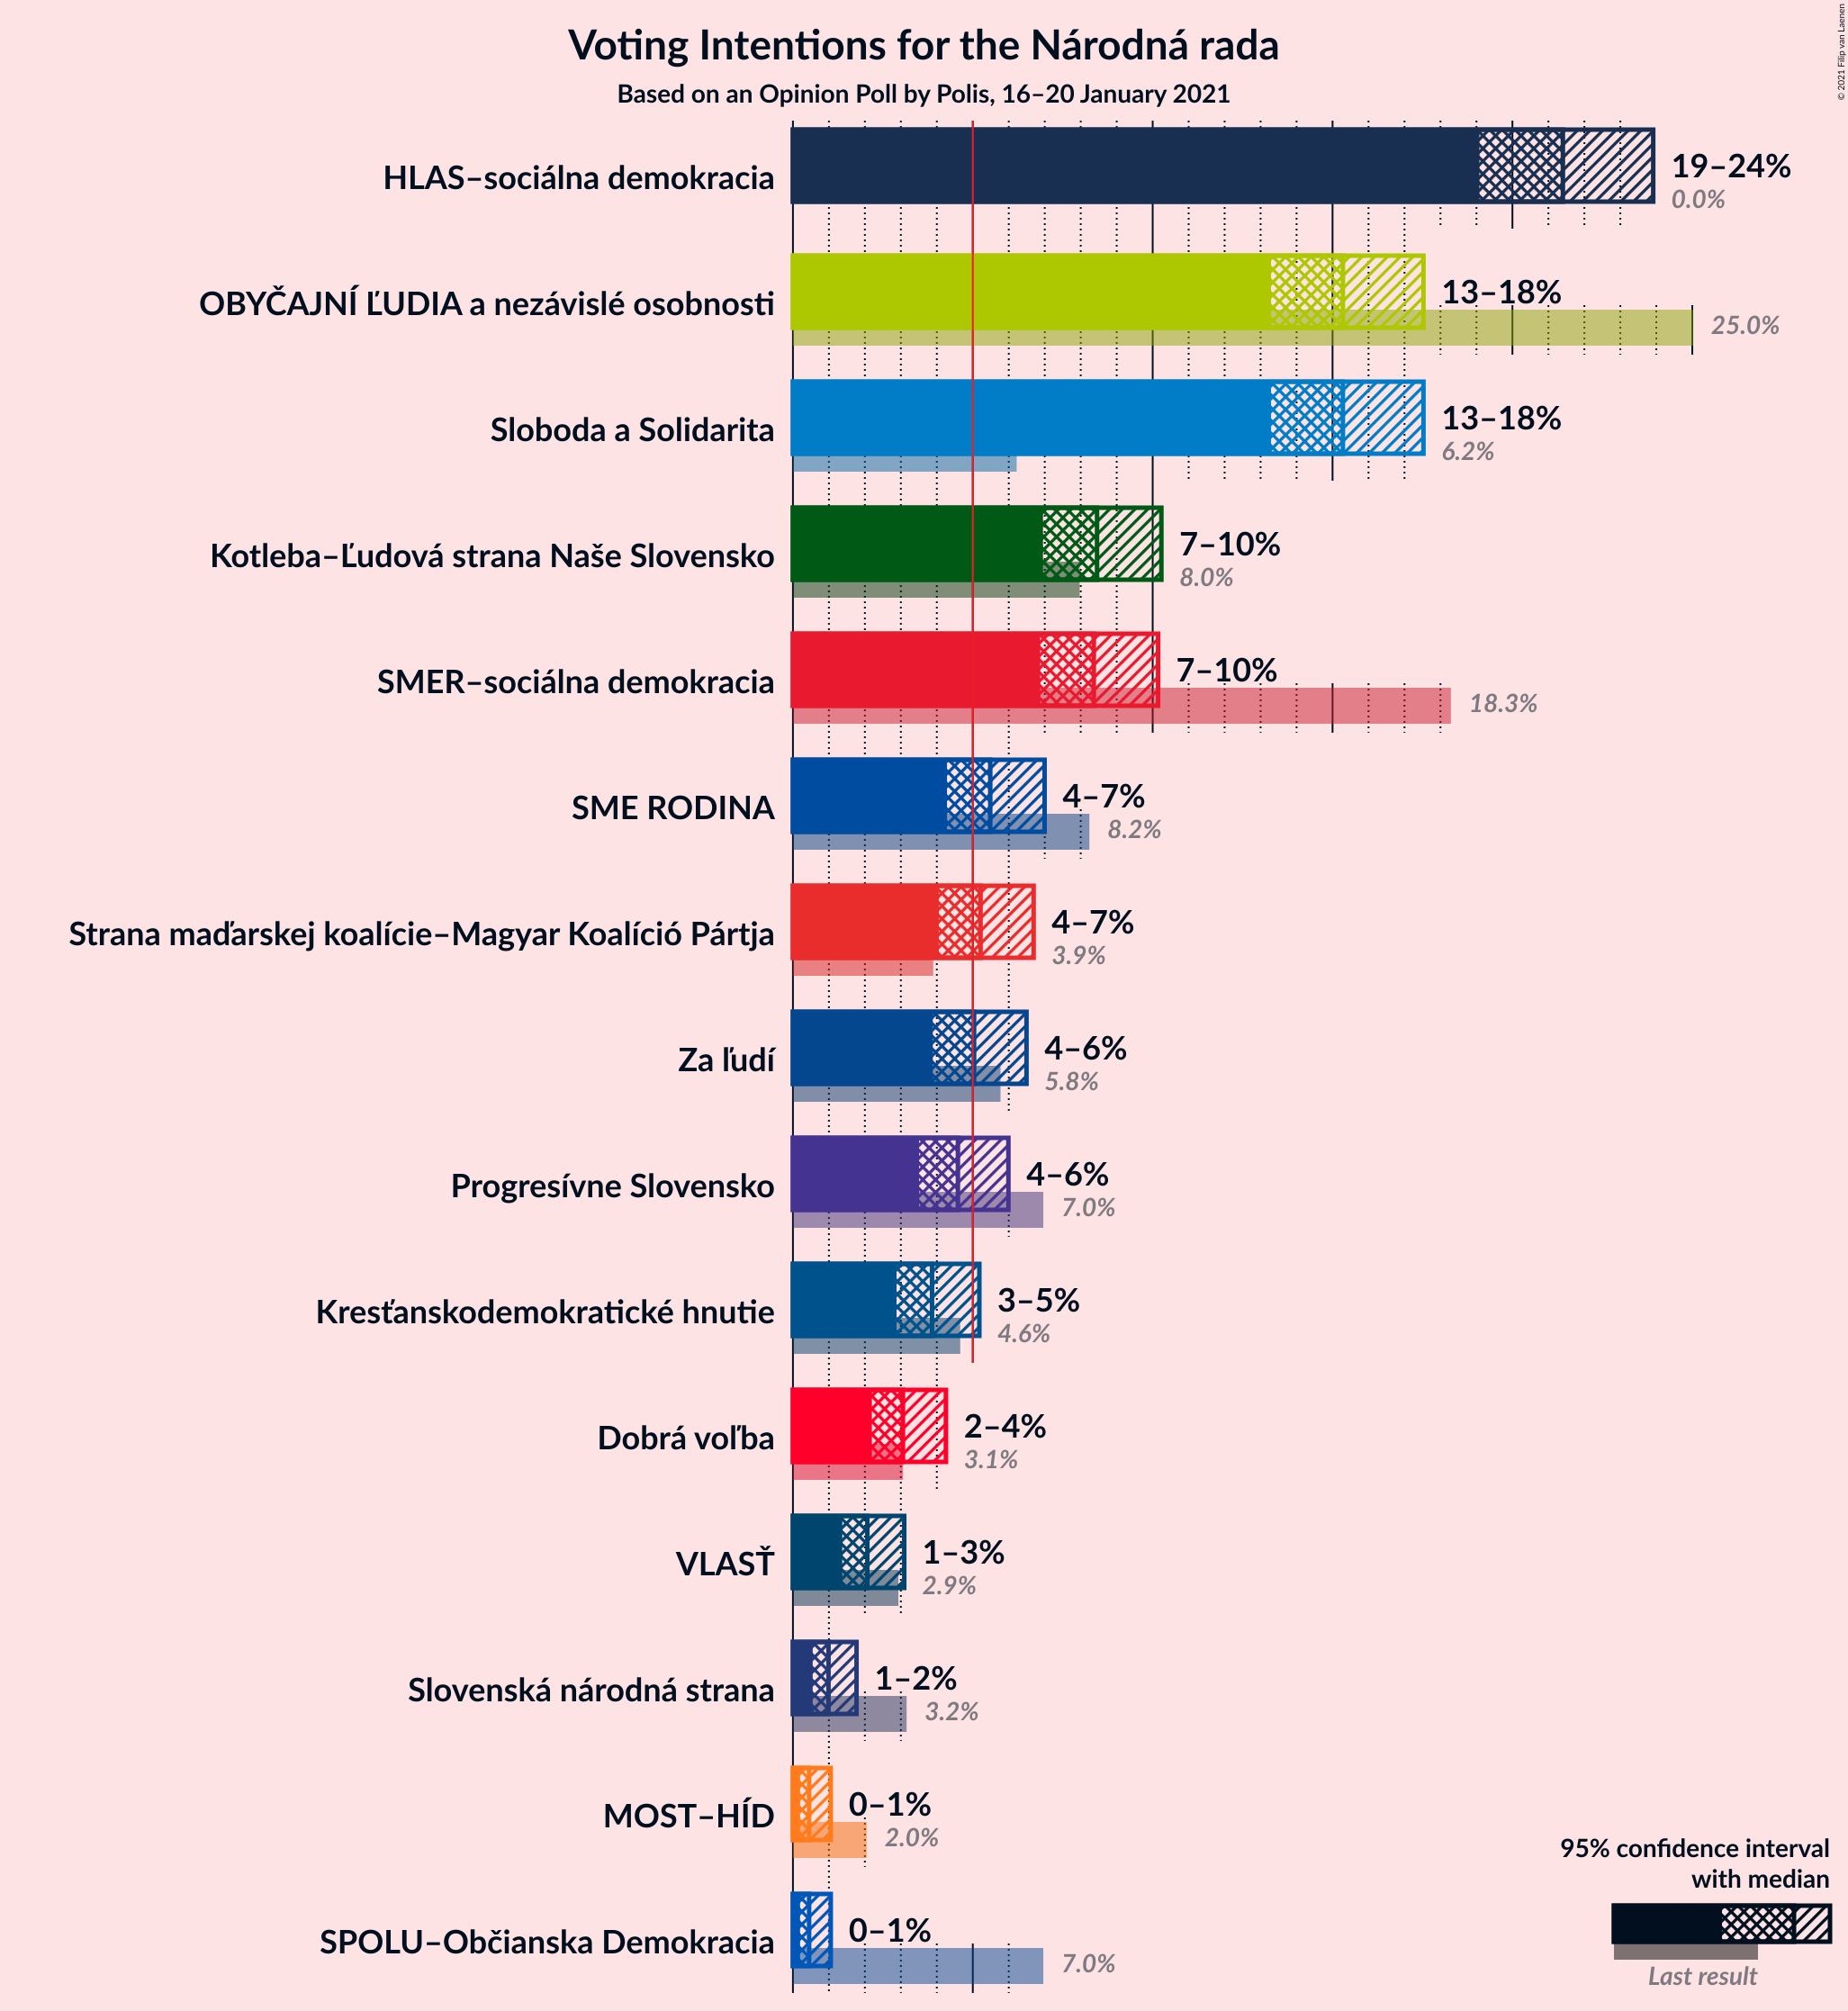 Voting Intentions for the Národná rada
Based on an Opinion Poll by Polis, 16–20 January 2021
© 2021 Filip van Laenen
HLAS–sociálna demokracia
19–24%
0.0%
OBYČAJNÍ ĽUDIA a nezávislé osobnosti
13–18%
25.0%
Sloboda a Solidarita
13–18%
6.2%
Kotleba–Ľudová strana Naše Slovensko
7–10%
8.0%
SMER–sociálna demokracia
7–10%
18.3%
SME RODINA
4–7%
8.2%
Strana maďarskej koalície–Magyar Koalíció Pártja
4–7%
3.9%
Za ľudí
4–6%
5.8%
Progresívne Slovensko
4–6%
7.0%
Kresťanskodemokratické hnutie
3–5%
4.6%
Dobrá voľba
2–4%
3.1%
VLASŤ
1–3%
2.9%
Slovenská národná strana
1–2%
3.2%
MOST–HÍD
0–1%
2.0%
SPOLU–Občianska Demokracia
0–1%
7.0%
95% confidence interval
with median
Last result